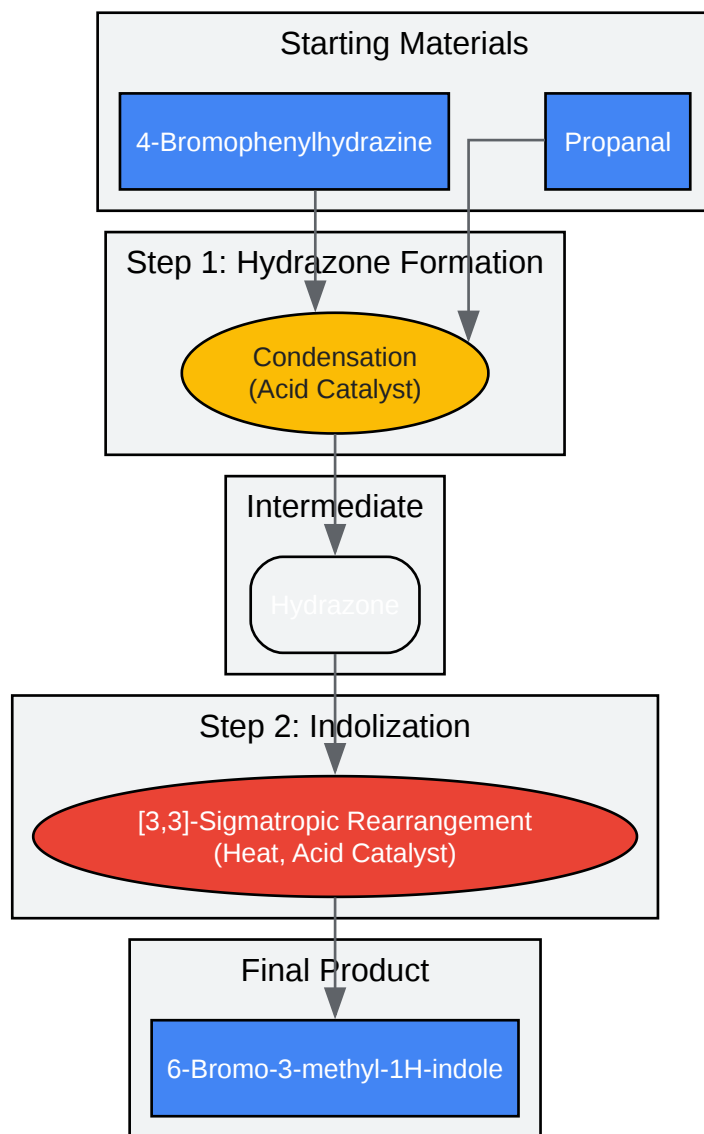 Starting Materials
4-Bromophenylhydrazine
Propanal
Step 1: Hydrazone Formation
Condensation
(Acid Catalyst)
Intermediate
Hydrazone
Step 2: Indolization
[3,3]-Sigmatropic Rearrangement
(Heat, Acid Catalyst)
Final Product
6-Bromo-3-methyl-1H-indole